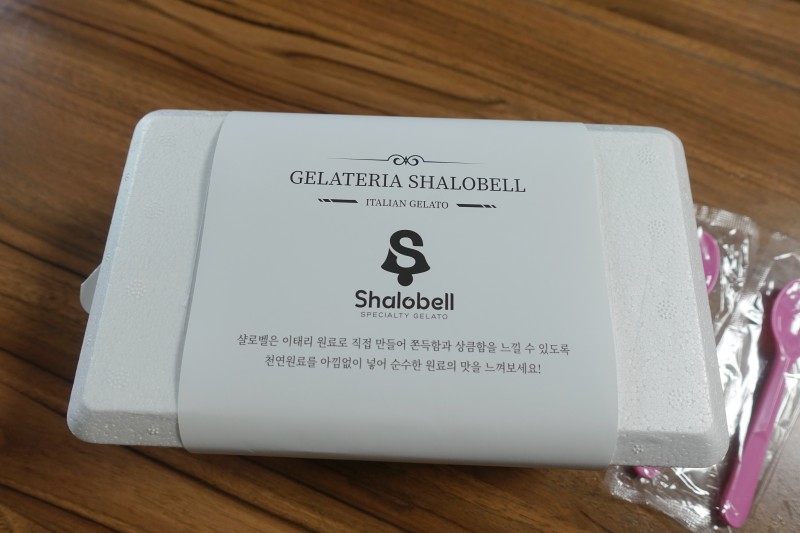 GELATERIA SHALOBELL
ITALIAN GELATO
S
Shalobell
SPECIALTY GELATO
샬로벨은 이태리 원료로 직접 만들어 쫀득함과 상큼함을 느낄 수 있도록
천연원료를 아낌없이 넣어 순수한 원료의 맛을 느껴보세요!